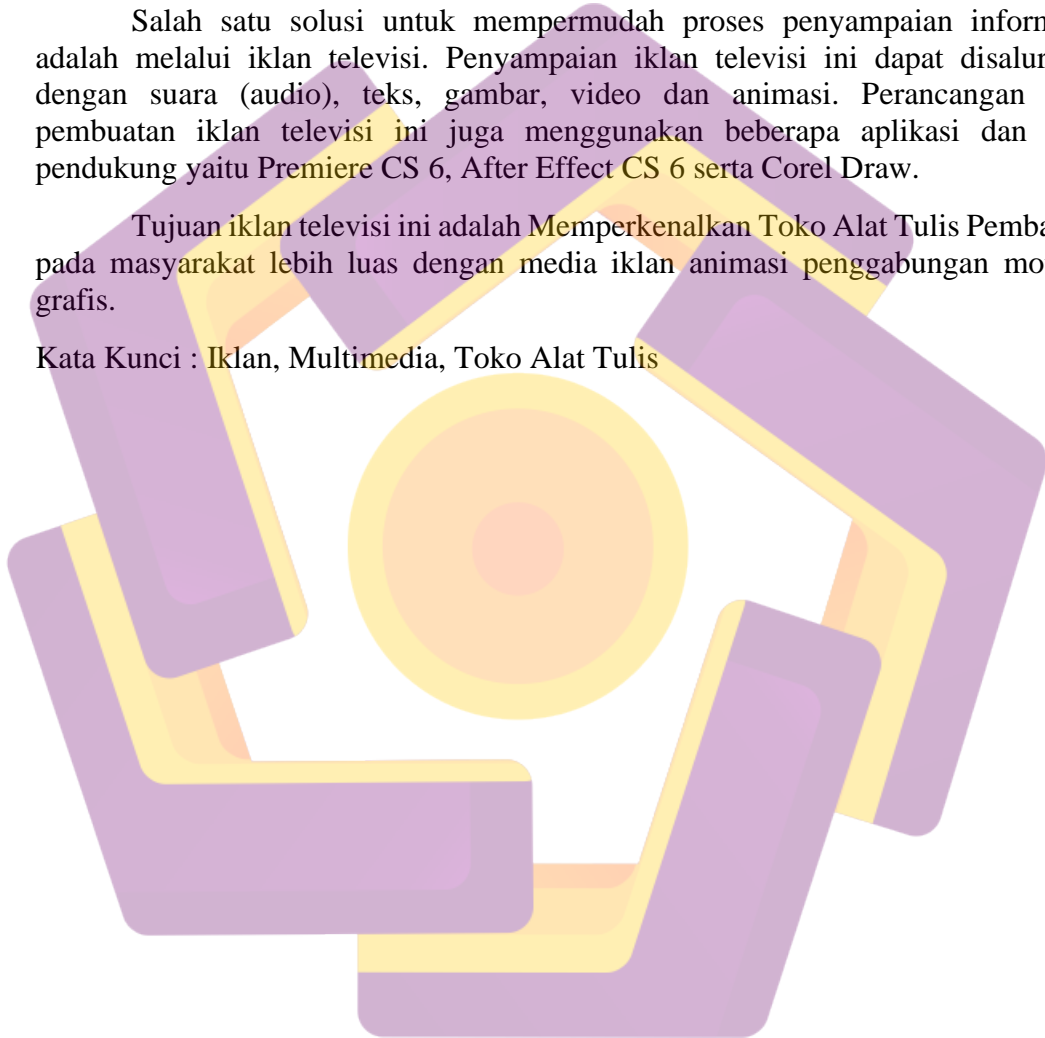 Salah satu solusi untuk mempermudah proses penyampaian inform
adalah melalui iklan televisi. Penyampaian iklan televisi ini dapat disalur
dengan suara (audio), teks, gambar, video dan animasi. Perancangan
pembuatan iklan televisi ini juga menggunakan beberapa aplikasi dan
pendukung yaitu Premiere CS 6, After Effect CS 6 serta Corel Draw.
Tujuan iklan televisi ini adalah Memperkenalkan Toko Alat Tulis Pemba
pada masyarakat lebih luas dengan media iklan animasi penggabungan mo
grafis.
Kata Kunci : Iklan, Multimedia, Toko Alat Tulis